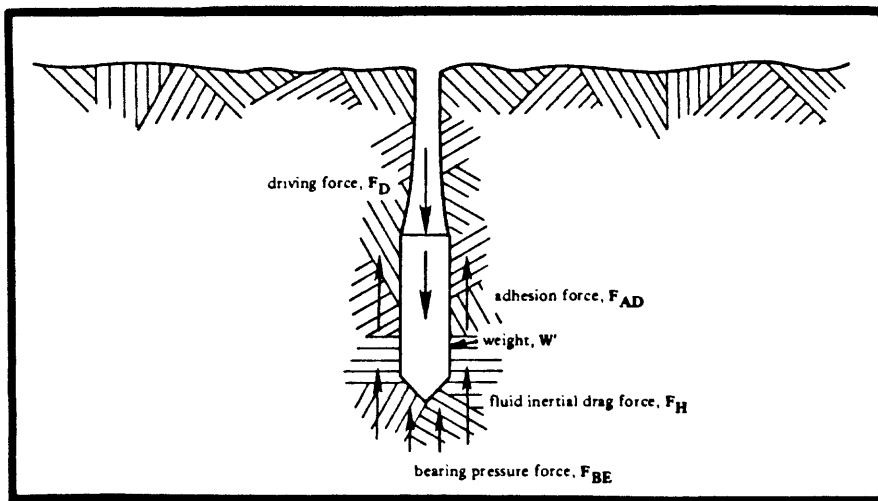 driving force, F_D
adhesion force, F_AD
weight, W'
fluid inertial drag force, F_H
bearing pressure force, F_BE